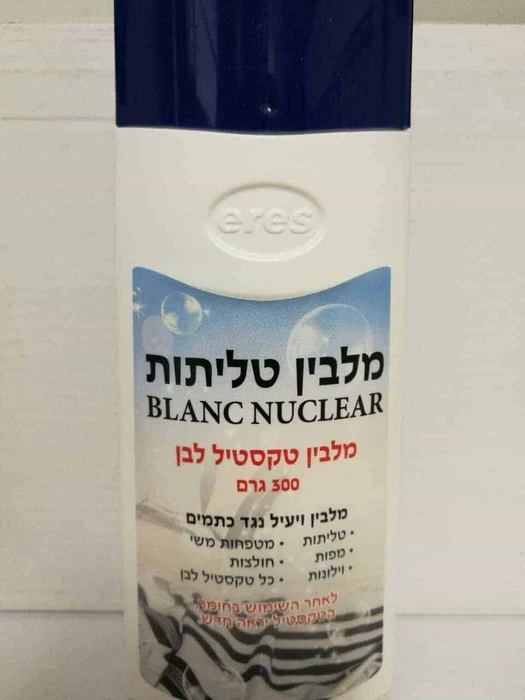 eres
מלבין טליתות
BLANC NUCLEAR
מלבין טקסטיל לבן
300 גרם
מלבין ויעיל נגד כתמים
• טליתות • מטפחות משי
• מפות • חולצות
• וילונות • כל טקסטיל לבן
לאחר השימוש בחומר
הטקסטיל יראה חדש